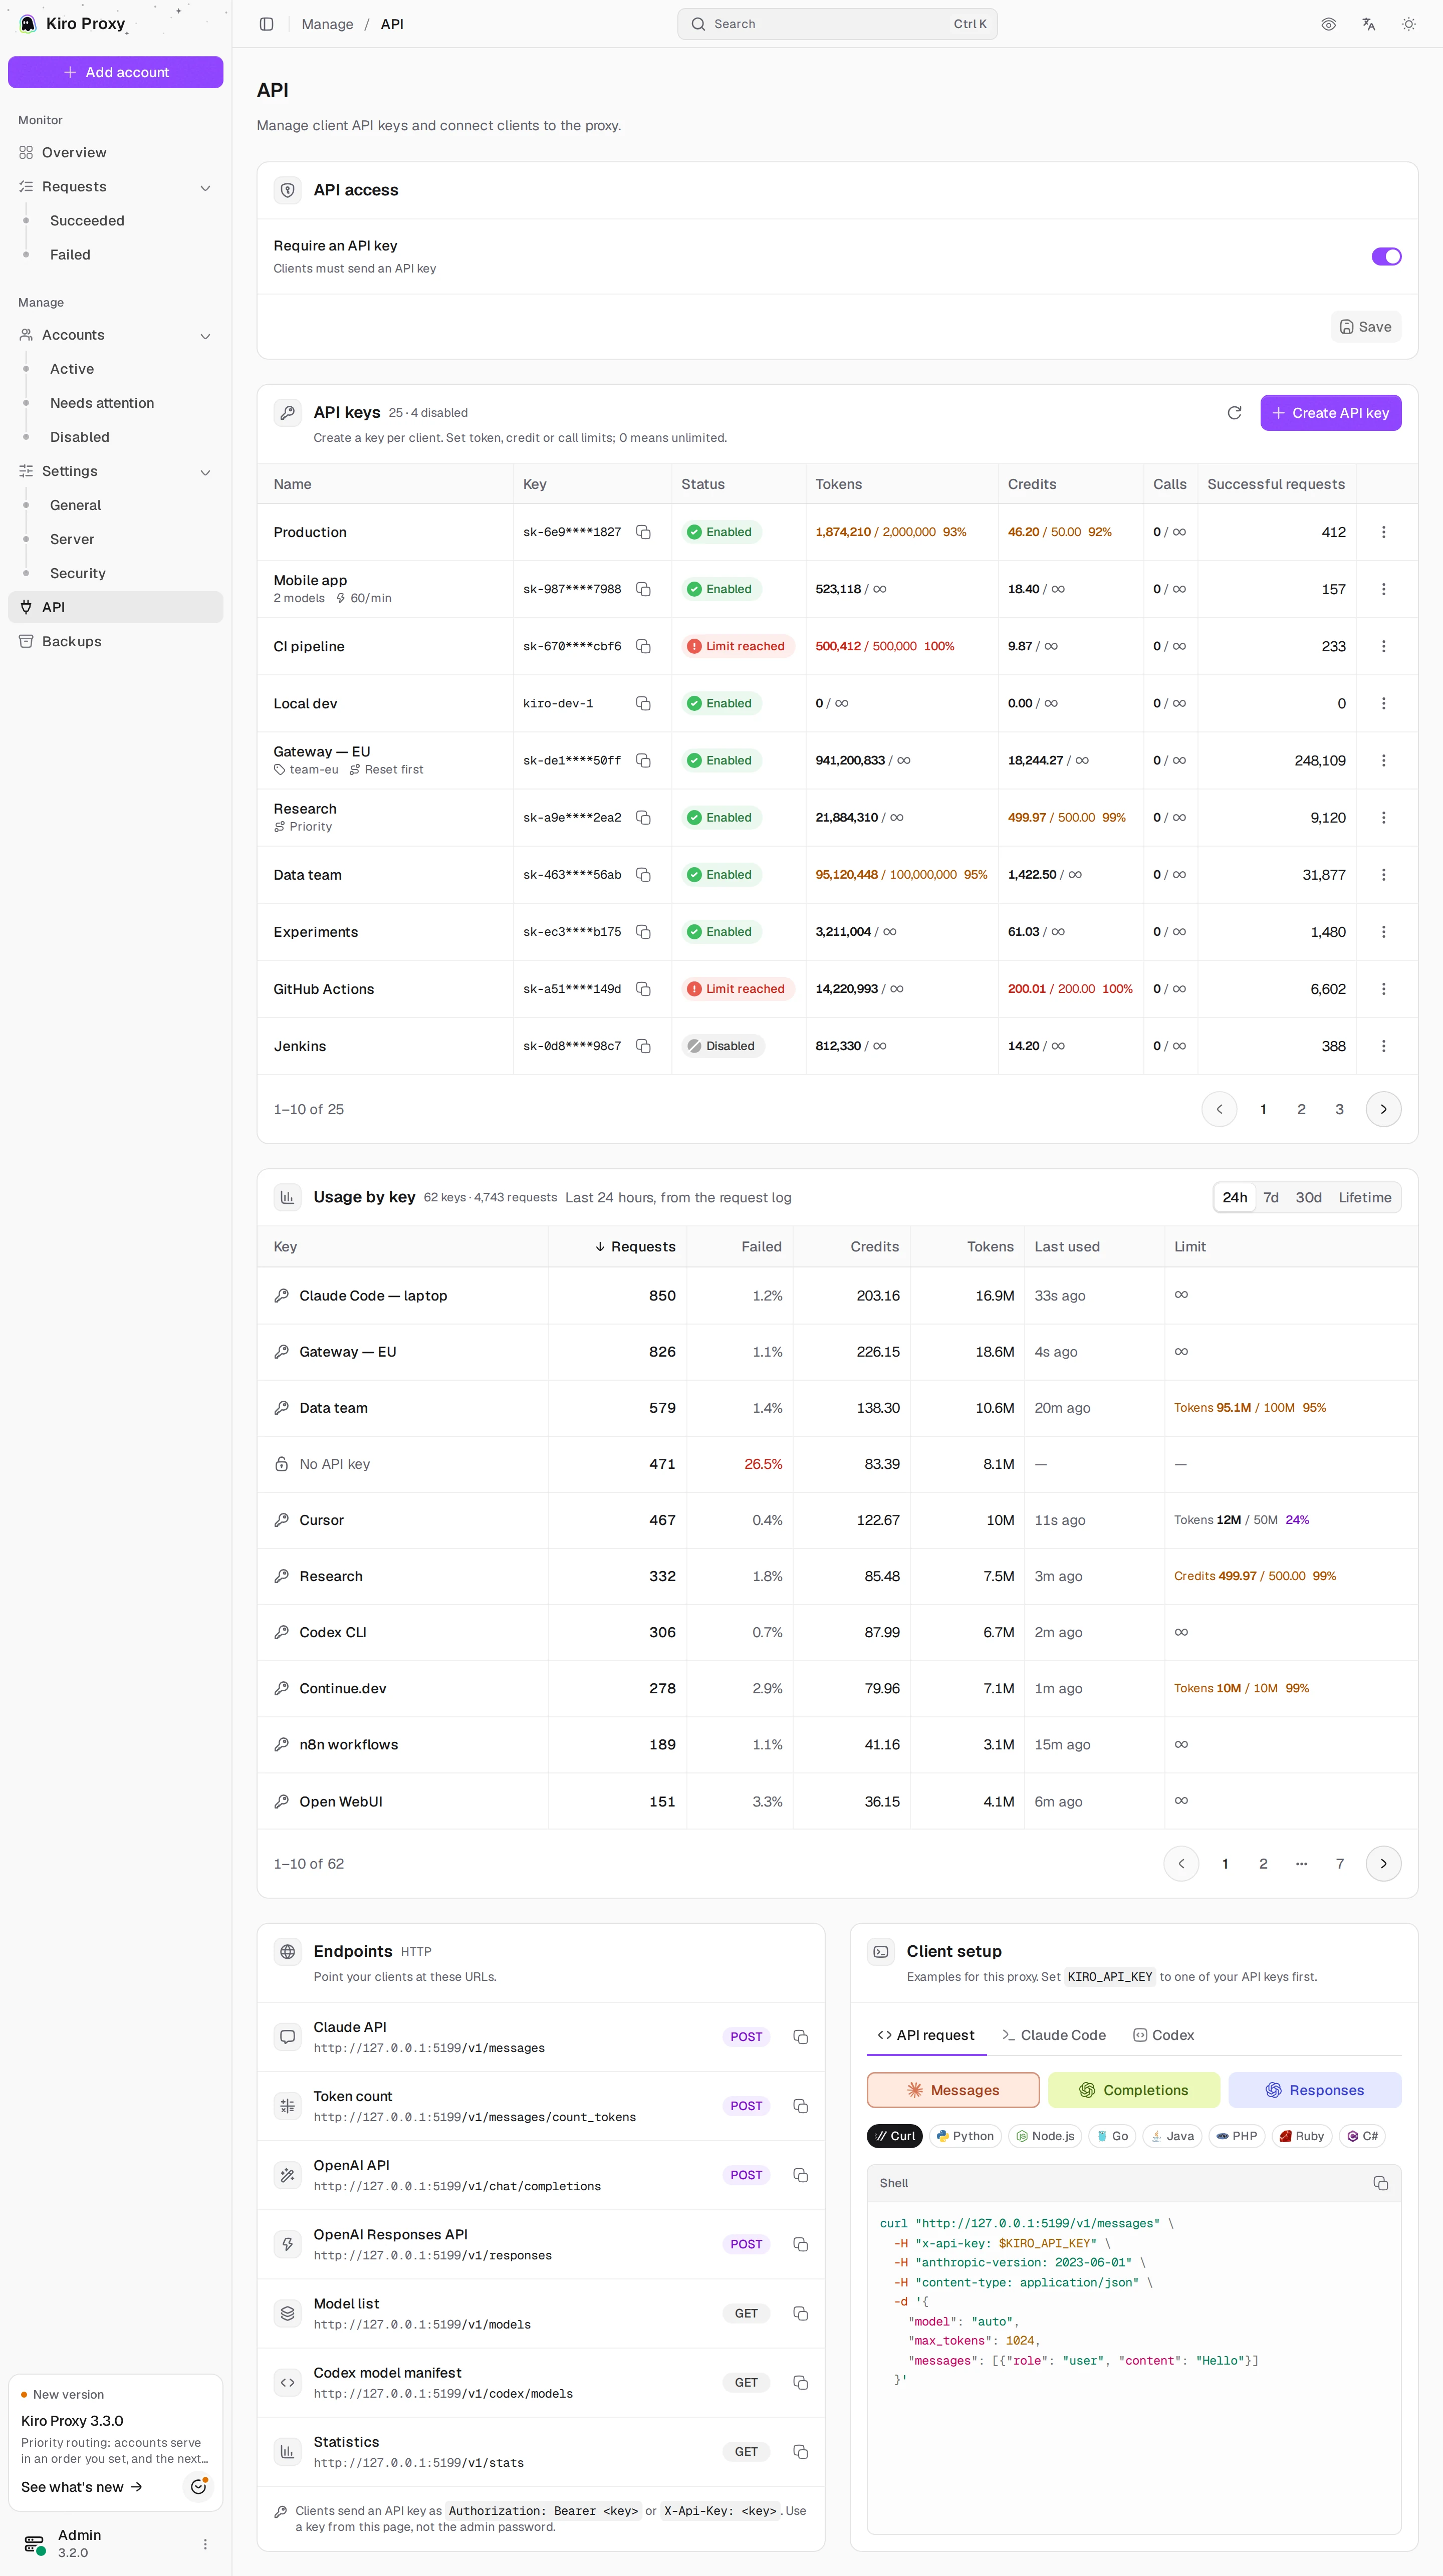 Kiro Proxy
Add account
Monitor
Overview
Requests
Succeeded
Failed
Manage
Accounts
Active
Needs attention
Disabled
Settings
General
Server
Security
API
Backups
New version
Kiro Proxy 3.3.0
Priority routing: accounts serve
in an order you set, and the next...
See what's new →
Admin
3.2.0
Manage / API
Search Ctrl K
API
Manage client API keys and connect clients to the proxy.
API access
Require an API key
Clients must send an API key
Save
API keys 25 · 4 disabled
Create a key per client. Set token, credit or call limits; 0 means unlimited.
Create API key
Name Key Status Tokens Credits Calls Successful requests
Production sk-6e9****1827 Enabled 1,874,210 / 2,000,000 93% 46.20 / 50.00 92% 0 / ∞ 412
Mobile app sk-987****7988 Enabled 523,118 / ∞ 18.40 / ∞ 0 / ∞ 157
2 models 60/min
CI pipeline sk-670****cbf6 Limit reached 500,412 / 500,000 100% 9.87 / ∞ 0 / ∞ 233
Local dev kiro-dev-1 Enabled 0 / ∞ 0.00 / ∞ 0 / ∞ 0
Gateway — EU sk-de1****50ff Enabled 941,200,833 / ∞ 18,244.27 / ∞ 0 / ∞ 248,109
team-eu Reset first
Research sk-a9e****2ea2 Enabled 21,884,310 / ∞ 499.97 / 500.00 99% 0 / ∞ 9,120
Priority
Data team sk-463****56ab Enabled 95,120,448 / 100,000,000 95% 1,422.50 / ∞ 0 / ∞ 31,877
Experiments sk-ec3****b175 Enabled 3,211,004 / ∞ 61.03 / ∞ 0 / ∞ 1,480
GitHub Actions sk-a51****149d Limit reached 14,220,993 / ∞ 200.01 / 200.00 100% 0 / ∞ 6,602
Jenkins sk-0d8****98c7 Disabled 812,330 / ∞ 14.20 / ∞ 0 / ∞ 388
1–10 of 25
1 2 3
Usage by key 62 keys · 4,743 requests Last 24 hours, from the request log
24h 7d 30d Lifetime
Key ↓ Requests Failed Credits Tokens Last used Limit
Claude Code — laptop 850 1.2% 203.16 16.9M 33s ago ∞
Gateway — EU 826 1.1% 226.15 18.6M 4s ago ∞
Data team 579 1.4% 138.30 10.6M 20m ago Tokens 95.1M / 100M 95%
No API key 471 26.5% 83.39 8.1M — —
Cursor 467 0.4% 122.67 10M 11s ago Tokens 12M / 50M 24%
Research 332 1.8% 85.48 7.5M 3m ago Credits 499.97 / 500.00 99%
Codex CLI 306 0.7% 87.99 6.7M 2m ago ∞
Continue.dev 278 2.9% 79.96 7.1M 1m ago Tokens 10M / 10M 99%
n8n workflows 189 1.1% 41.16 3.1M 15m ago ∞
Open WebUI 151 3.3% 36.15 4.1M 6m ago ∞
1–10 of 62
1 2 ··· 7
Endpoints HTTP
Point your clients at these URLs.
Claude API
http://127.0.0.1:5199/v1/messages
POST
Token count
http://127.0.0.1:5199/v1/messages/count_tokens
POST
OpenAI API
http://127.0.0.1:5199/v1/chat/completions
POST
OpenAI Responses API
http://127.0.0.1:5199/v1/responses
POST
Model list
http://127.0.0.1:5199/v1/models
GET
Codex model manifest
http://127.0.0.1:5199/v1/codex/models
GET
Statistics
http://127.0.0.1:5199/v1/stats
GET
Clients send an API key as Authorization: Bearer <key> or X-Api-Key: <key>. Use
a key from this page, not the admin password.
Client setup
Examples for this proxy. Set KIRO_API_KEY to one of your API keys first.
API request Claude Code Codex
Messages Completions Responses
Curl Python Node.js Go Java PHP Ruby C#
Shell
curl "http://127.0.0.1:5199/v1/messages" \
-H "x-api-key: $KIRO_API_KEY" \
-H "anthropic-version: 2023-06-01" \
-H "content-type: application/json" \
-d '{
"model": "auto",
"max_tokens": 1024,
"messages": [{"role": "user", "content": "Hello"}]
}'